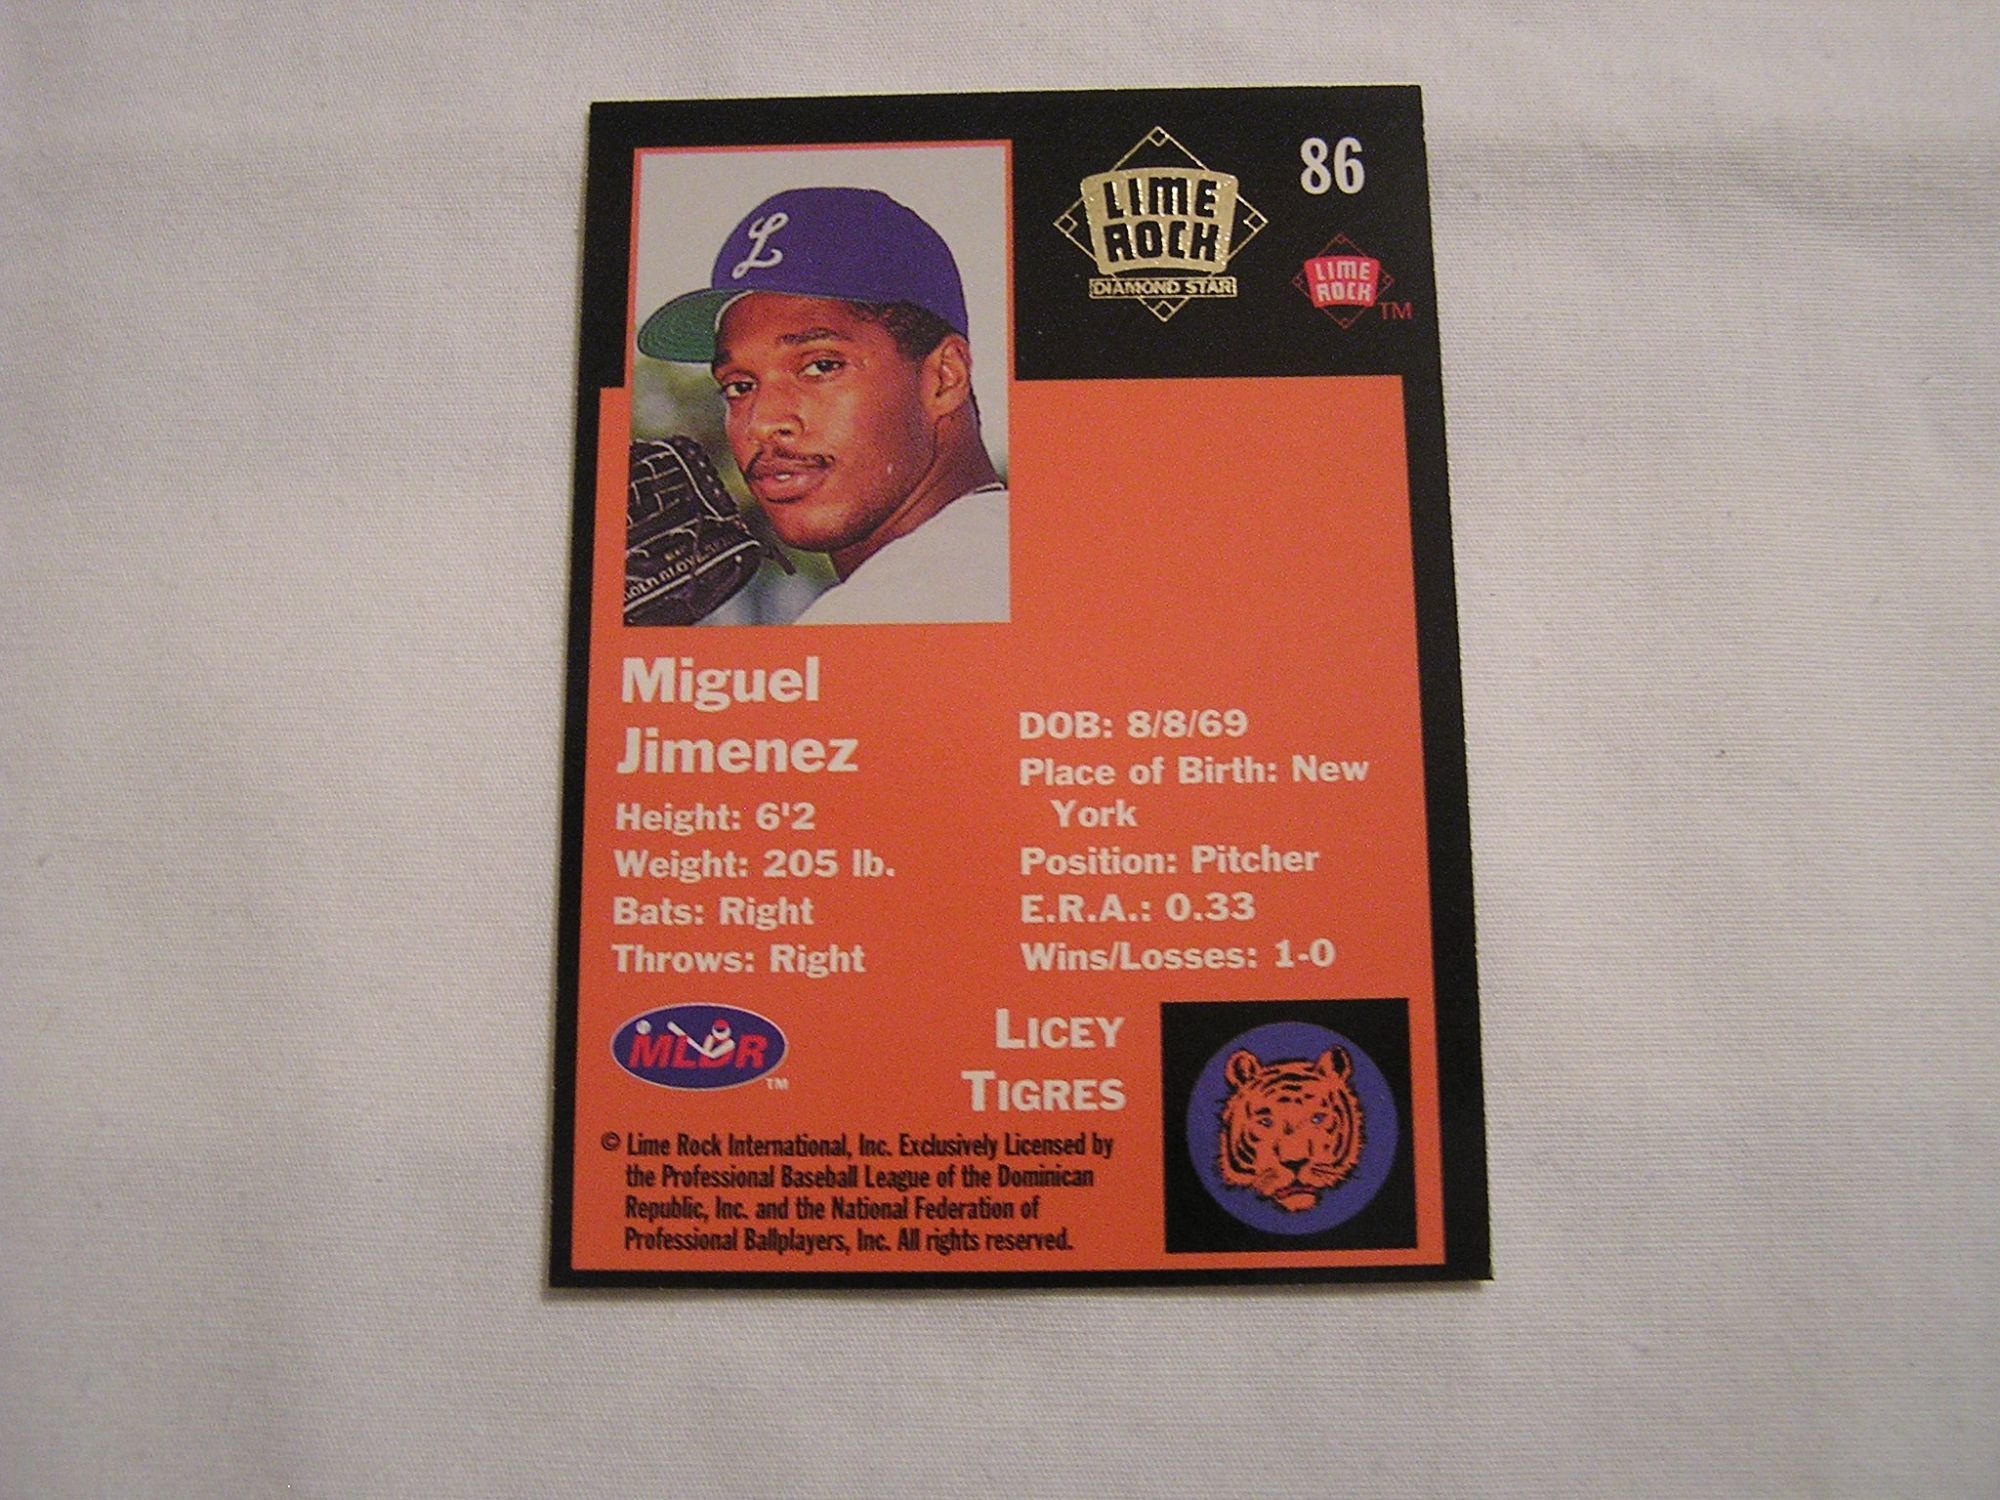 86
LIME
ROCK
DIAMOND STAR
LIME
ROCK
TM
L
Miguel
Jimenez
Height: 6'2
Weight: 205 lb.
Bats: Right
Throws: Right
DOB: 8/8/69
Place of Birth: New
York
Position: Pitcher
E.R.A.: 0.33
Wins/Losses: 1-0
MLDR
TM
LICEY
TIGRES
© Lime Rock International, Inc. Exclusively Licensed by
the Professional Baseball League of the Dominican
Republic, Inc. and the National Federation of
Professional Ballplayers, Inc. All rights reserved.